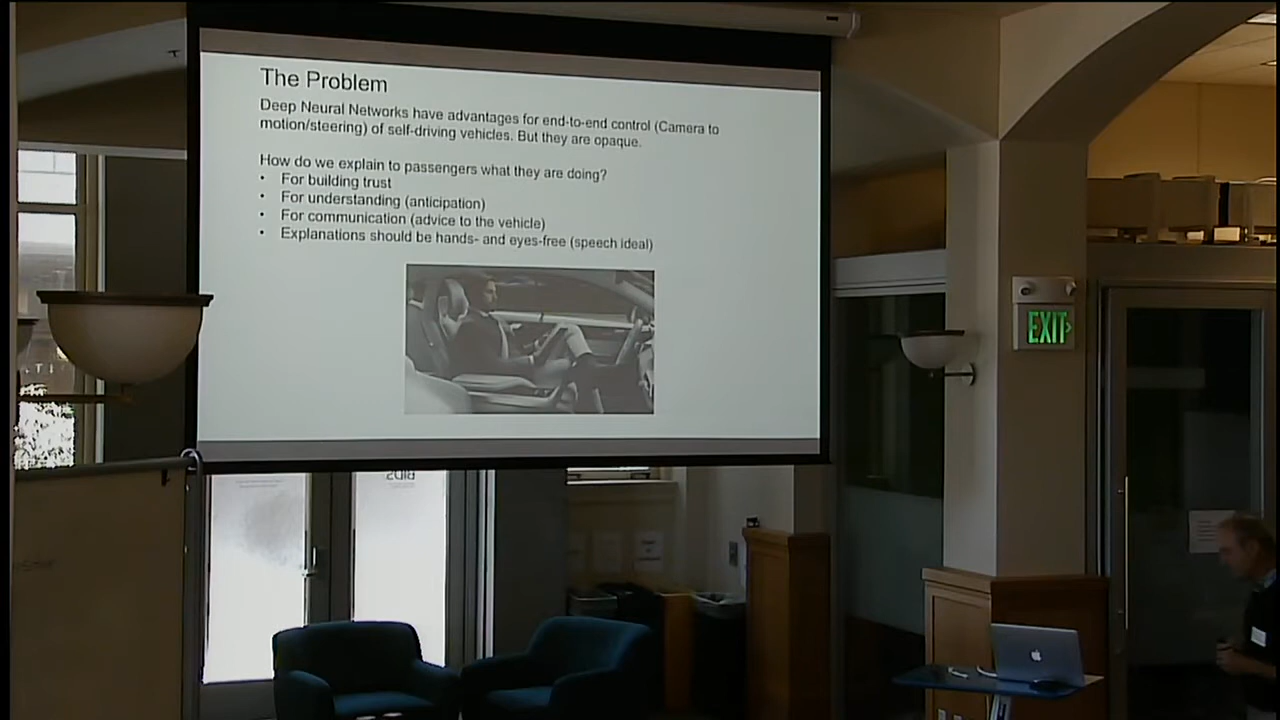 The Problem
Deep Neural Networks have advantages for end-to-end control (Camera to
motion/steering) of self-driving vehicles. But they are opaque.
How do we explain to passengers what they are doing?
• For building trust
• For understanding (anticipation)
• For communication (advice to the vehicle)
• Explanations should be hands- and eyes-free (speech ideal)
EXIT